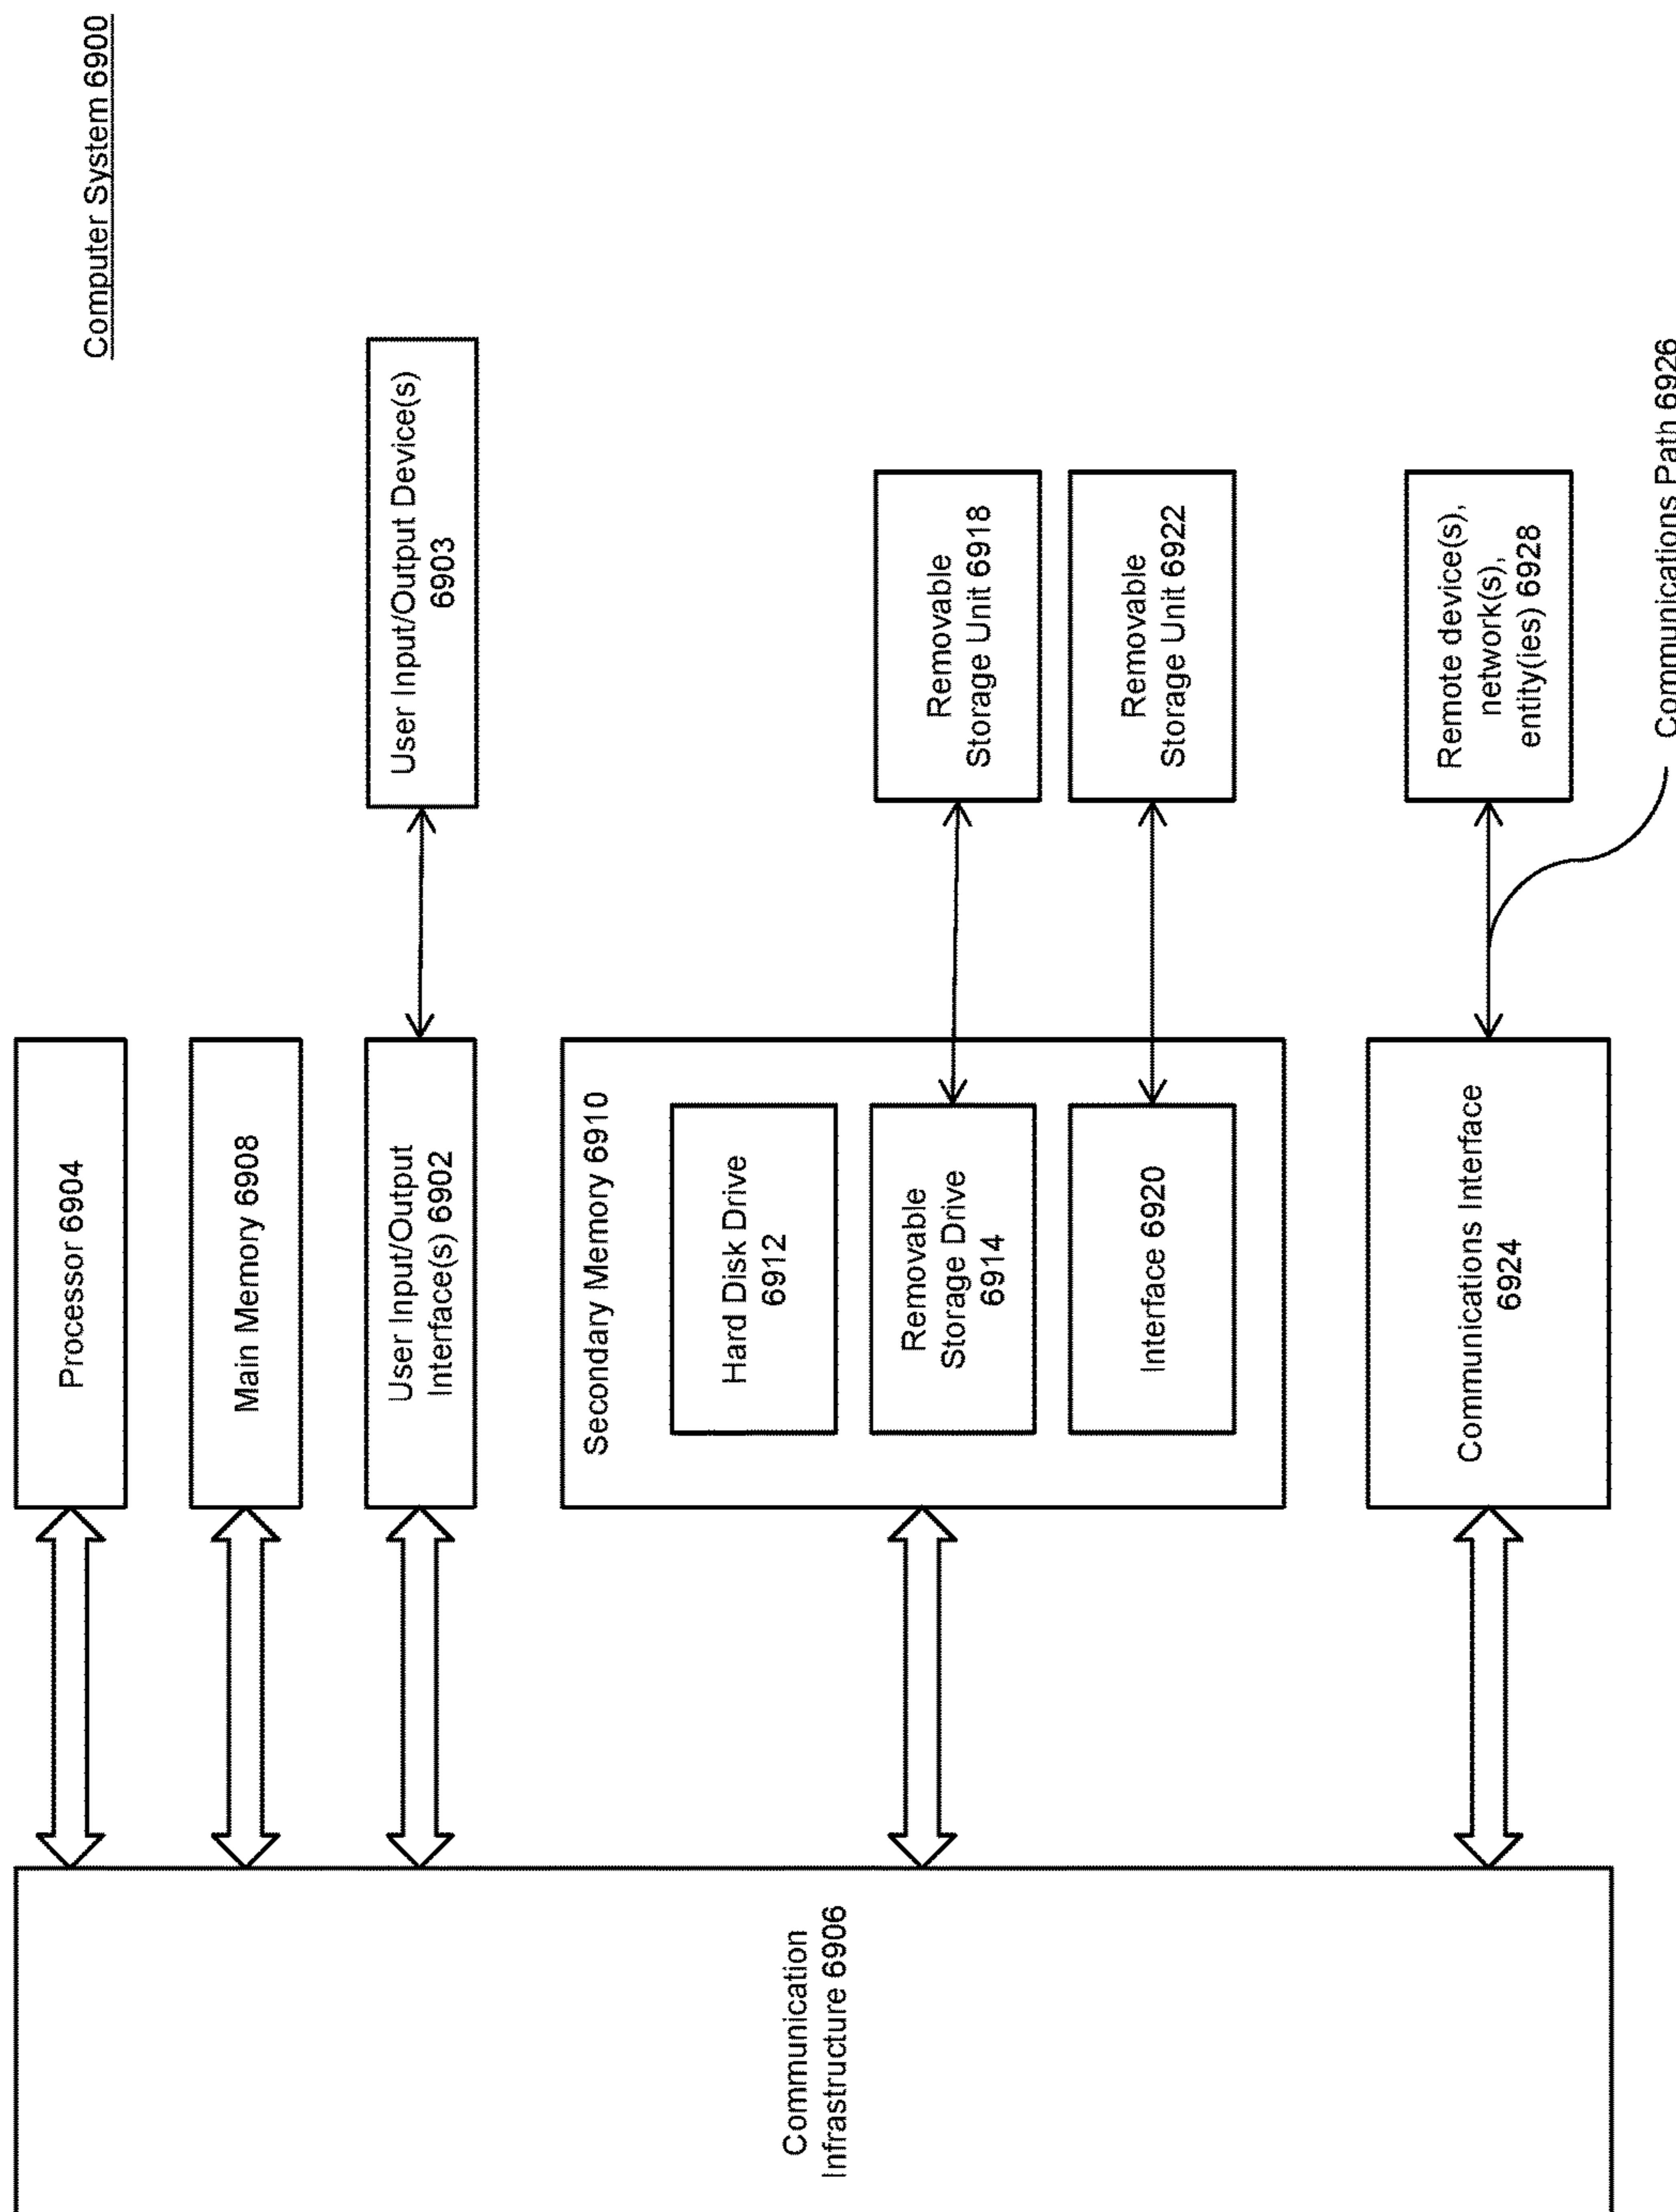 Computer System 6900
Processor 6904
Main Memory 6908
User Input/Output
Interface(s) 6902
User Input/Output Device(s)
6903
Secondary Memory 6910
Hard Disk Drive
6912
Removable
Storage Drive
6914
Removable
Storage Unit 6918
Interface 6920
Removable
Storage Unit 6922
Communications Interface
6924
Remote device(s),
network(s),
entity(ies) 6928
Communications Path 6926
Communication
Infrastructure 6906